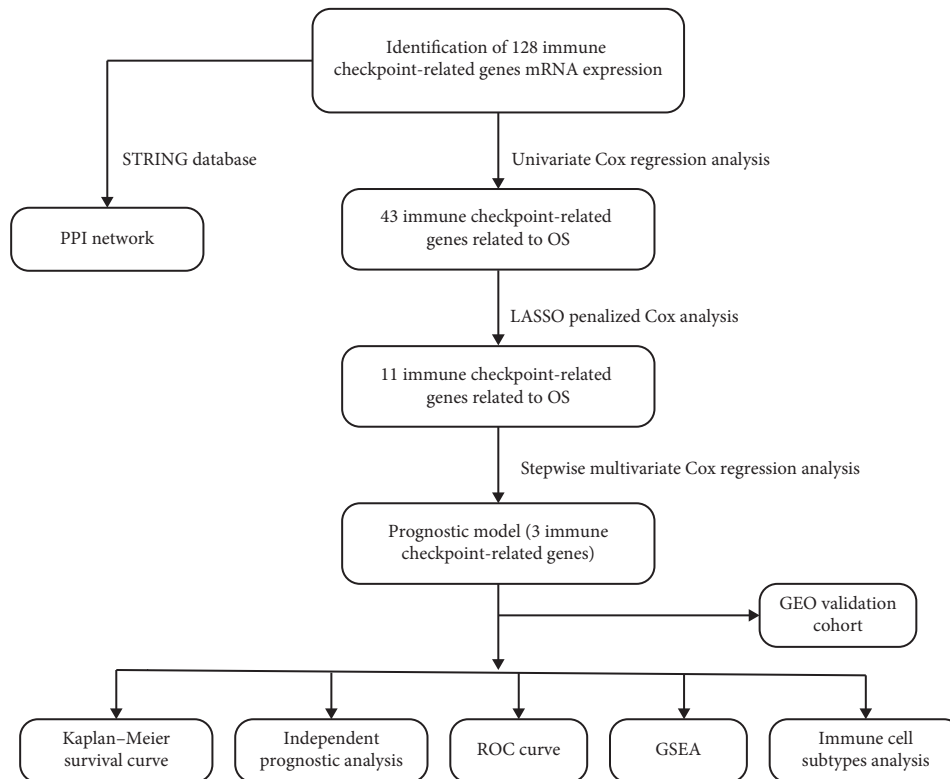 Identification of 128 immune
checkpoint-related genes mRNA expression
STRING database
Univariate Cox regression analysis
PPI network
43 immune checkpoint-related
genes related to OS
LASSO penalized Cox analysis
11 immune checkpoint-related
genes related to OS
Stepwise multivariate Cox regression analysis
Prognostic model (3 immune
checkpoint-related genes)
GEO validation
cohort
Kaplan–Meier
survival curve
Independent
prognostic analysis
ROC curve
GSEA
Immune cell
subtypes analysis